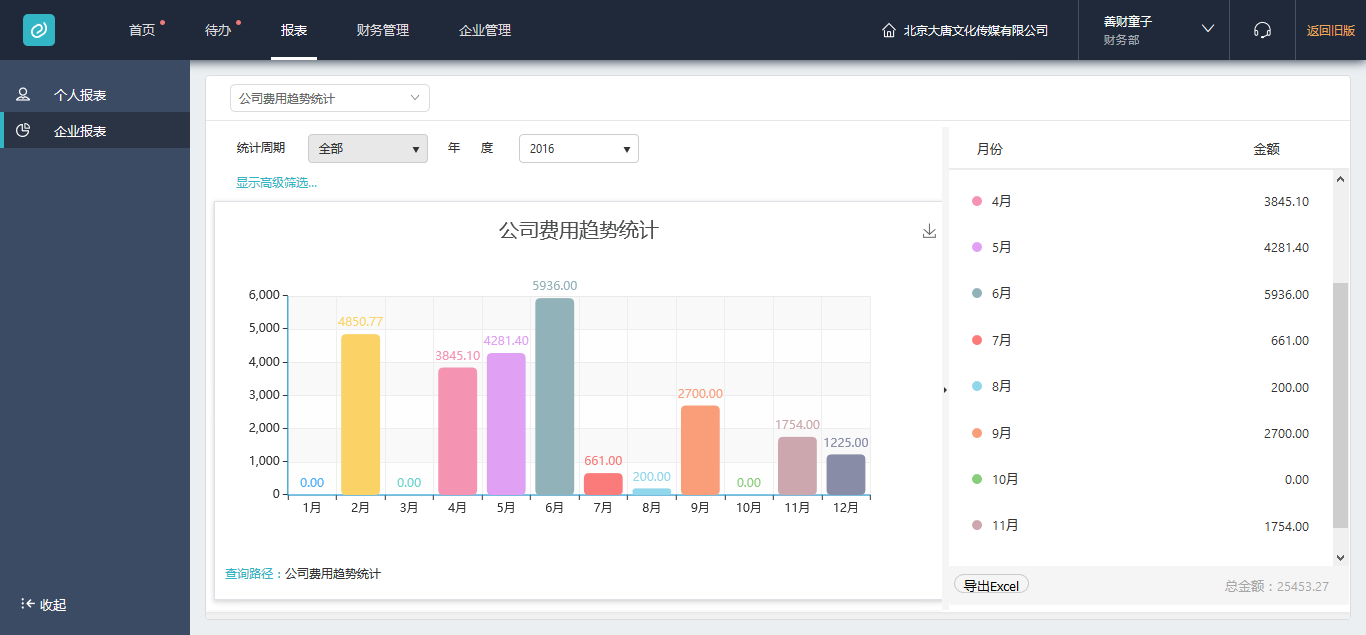 首页 待办 报表 财务管理 企业管理 北京大唐文化传媒有限公司 善财童子 返回旧版
财务部
个人报表
企业报表
收起
公司费用趋势统计
统计周期 全部 年 度 2016
显示高级筛选...
公司费用趋势统计
6,000
5,000
4,000
3,000
2,000
1,000
0
0.00 4850.77 0.00 3845.10 4281.40 5936.00 661.00 200.00 2700.00 0.00 1754.00 1225.00
1月 2月 3月 4月 5月 6月 7月 8月 9月 10月 11月 12月
查询路径：公司费用趋势统计
月份 金额
4月 3845.10
5月 4281.40
6月 5936.00
7月 661.00
8月 200.00
9月 2700.00
10月 0.00
11月 1754.00
导出Excel 总金额：25453.27